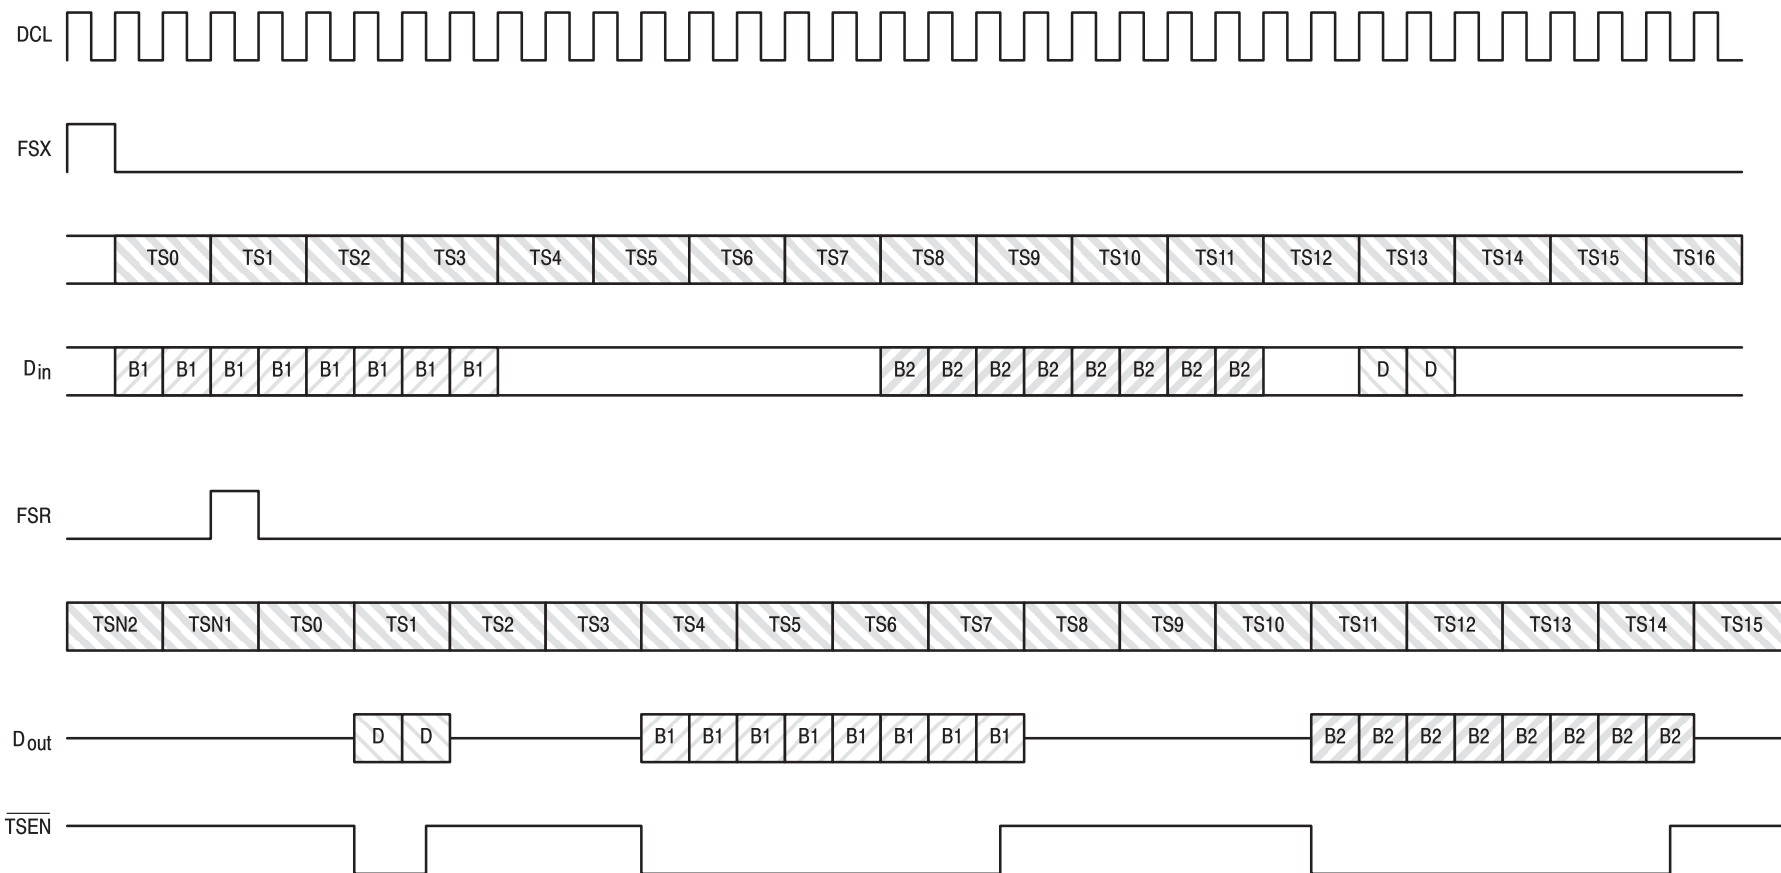 DCL
FSX
TS0 TS1 TS2 TS3 TS4 TS5 TS6 TS7 TS8 TS9 TS10 TS11 TS12 TS13 TS14 TS15 TS16
Din B1 B1 B1 B1 B1 B1 B1 B1 B2 B2 B2 B2 B2 B2 B2 B2 D D
FSR
TSN2 TSN1 TS0 TS1 TS2 TS3 TS4 TS5 TS6 TS7 TS8 TS9 TS10 TS11 TS12 TS13 TS14 TS15
Dout D D B1 B1 B1 B1 B1 B1 B1 B1 B2 B2 B2 B2 B2 B2 B2 B2
TSEN